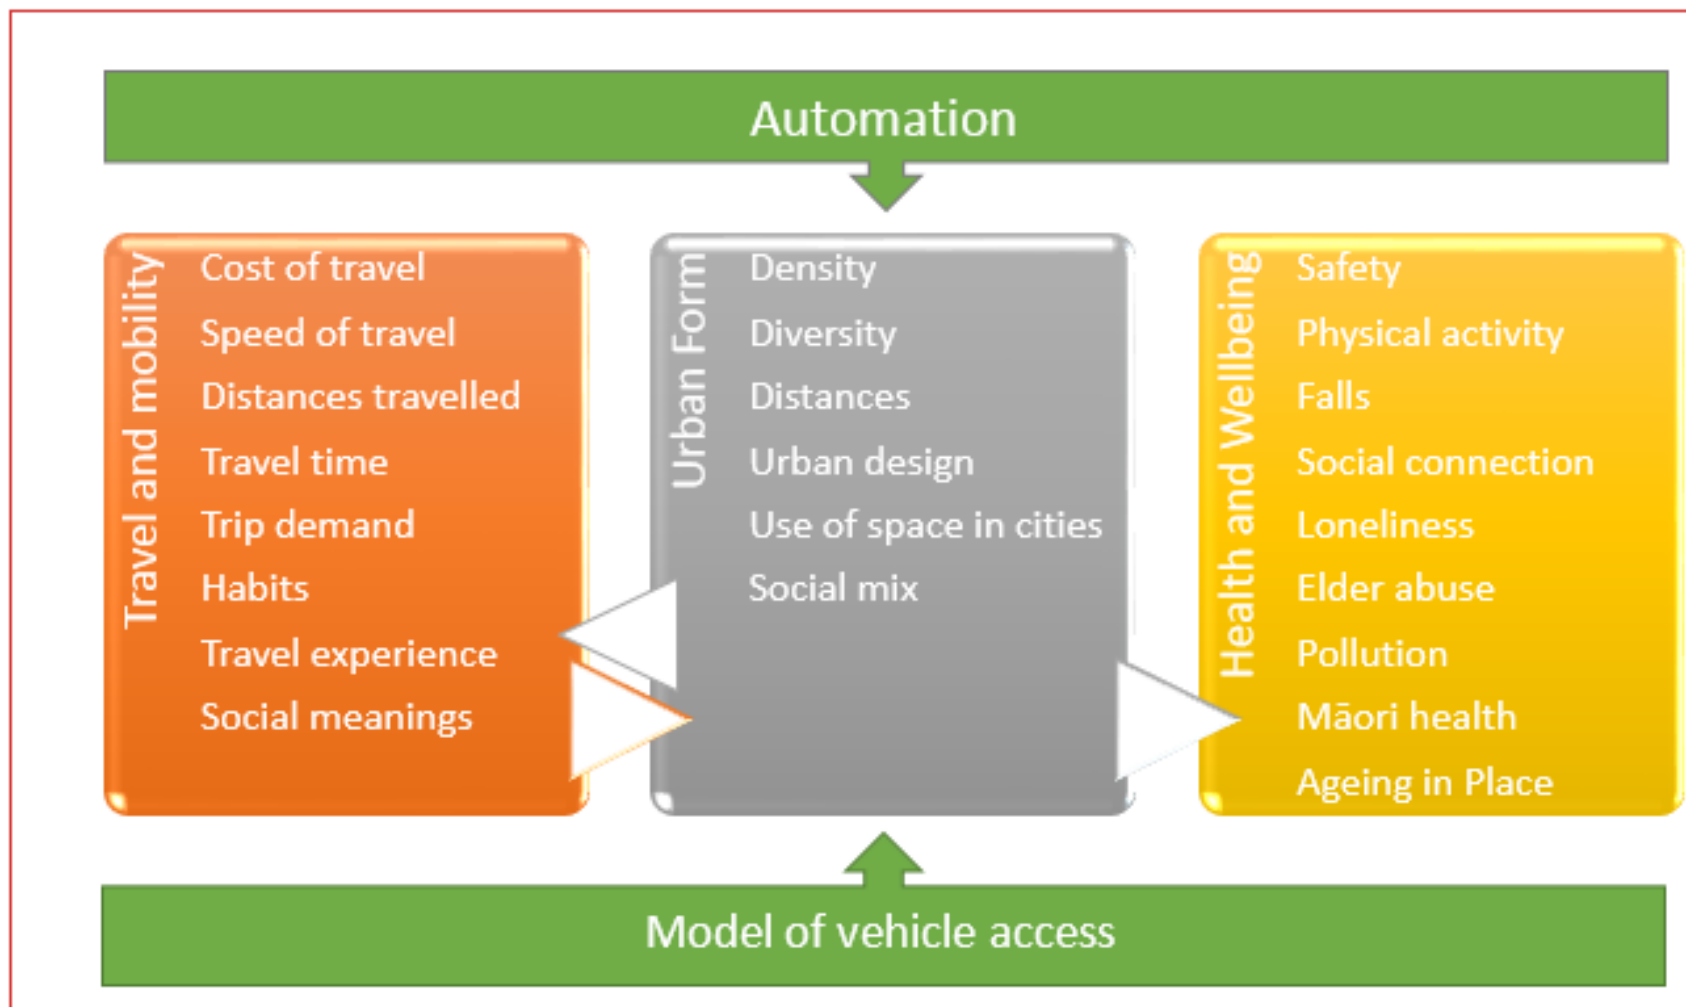 Automation
Travel and mobility
Cost of travel
Speed of travel
Distances travelled
Travel time
Trip demand
Habits
Travel experience
Social meanings
Urban Form
Density
Diversity
Distances
Urban design
Use of space in cities
Social mix
Health and Wellbeing
Safety
Physical activity
Falls
Social connection
Loneliness
Elder abuse
Pollution
Māori health
Ageing in Place
Model of vehicle access